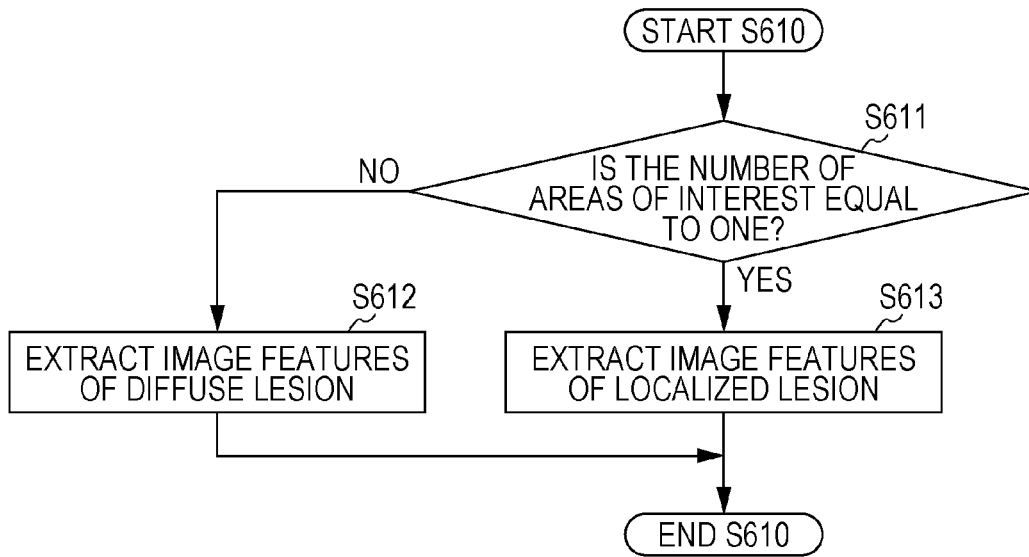 START S610
S611
IS THE NUMBER OF
AREAS OF INTEREST EQUAL
TO ONE?
NO
YES
S612
EXTRACT IMAGE FEATURES
OF DIFFUSE LESION
S613
EXTRACT IMAGE FEATURES
OF LOCALIZED LESION
END S610